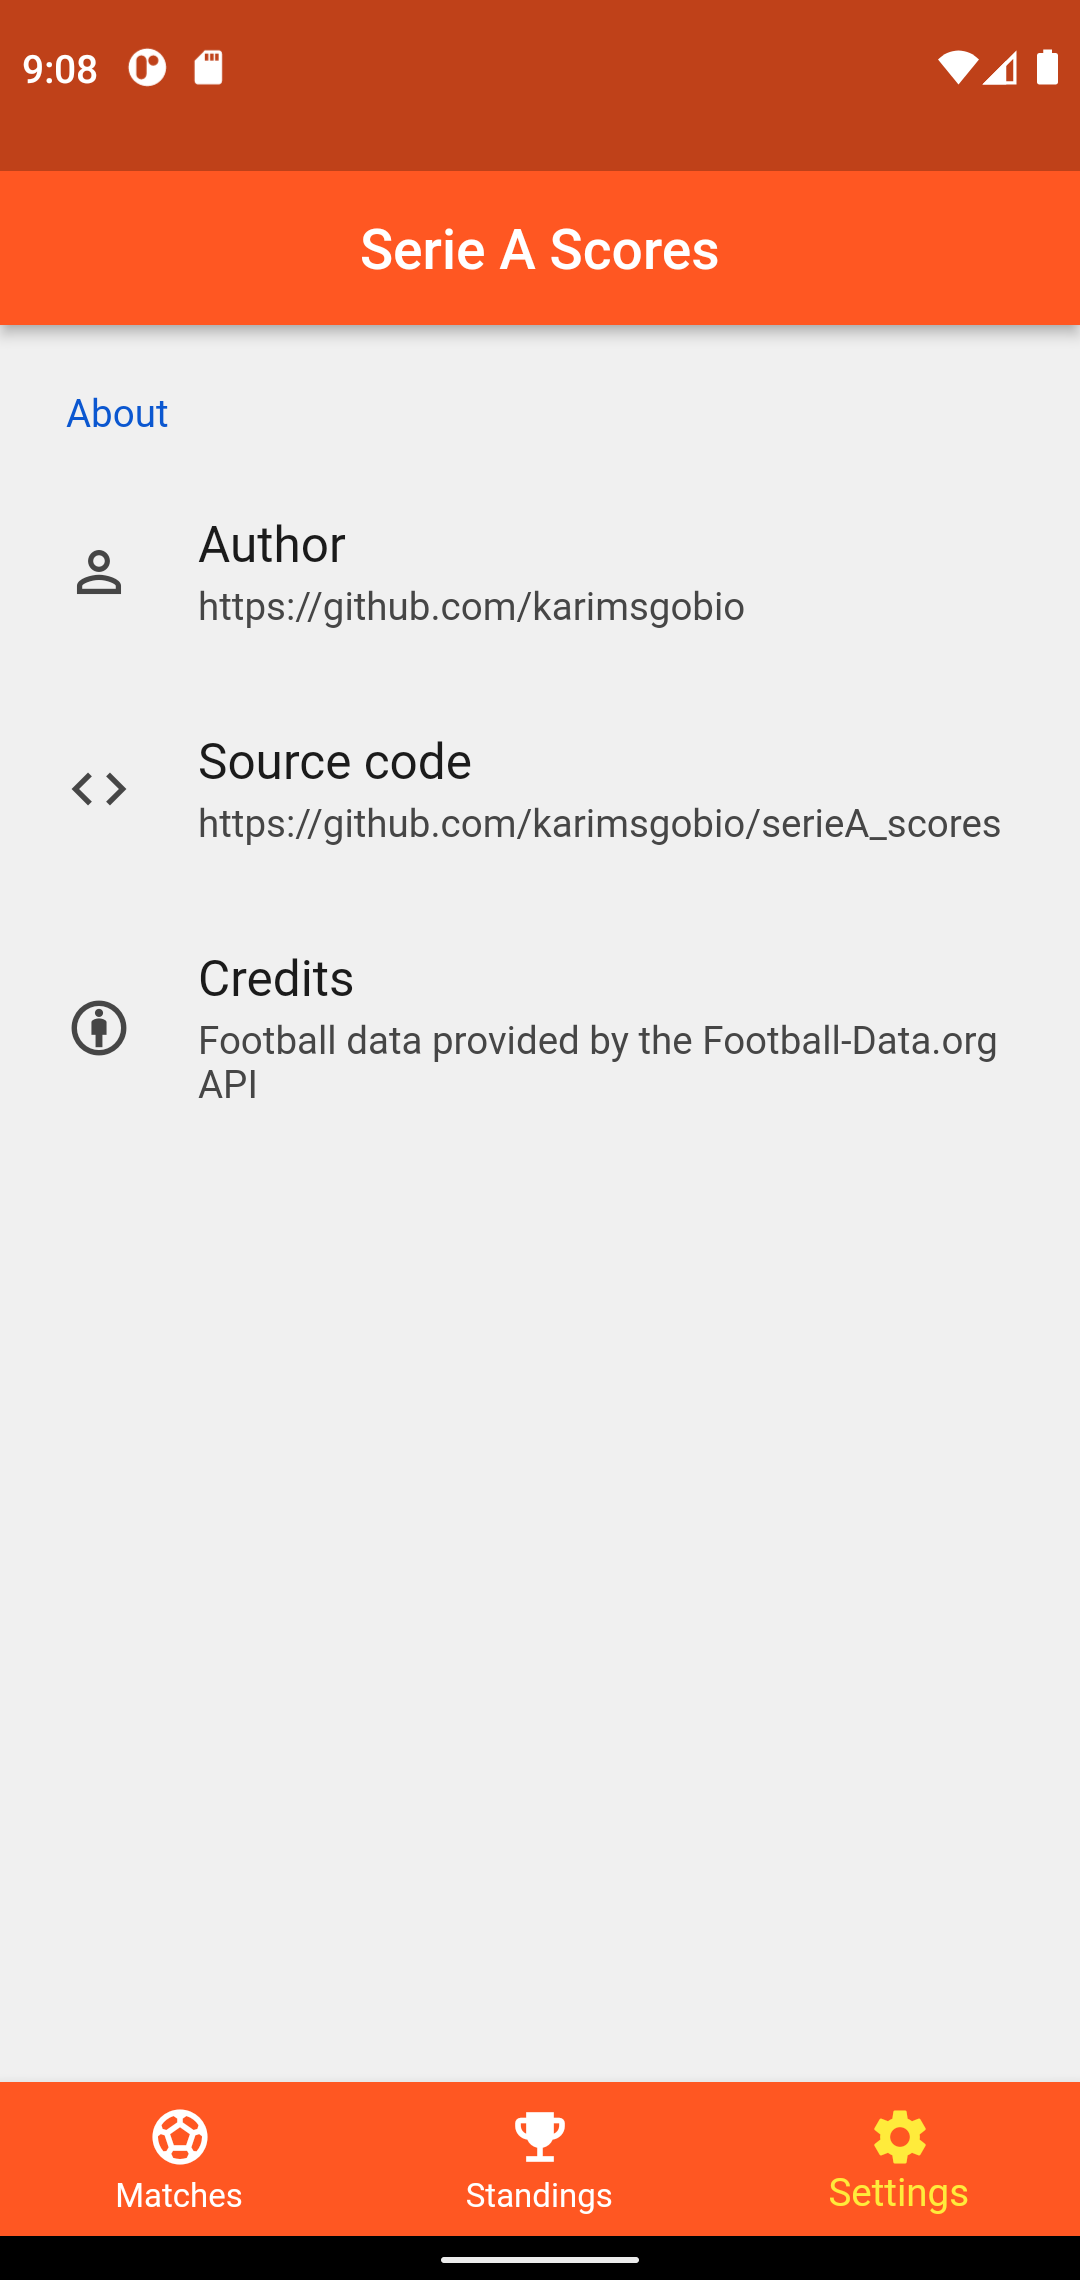 9:08
Serie A Scores
About
Author
https://github.com/karimsgobio
Source code
https://github.com/karimsgobio/serieA_scores
Credits
Football data provided by the Football-Data.org
API
Matches
Standings
Settings